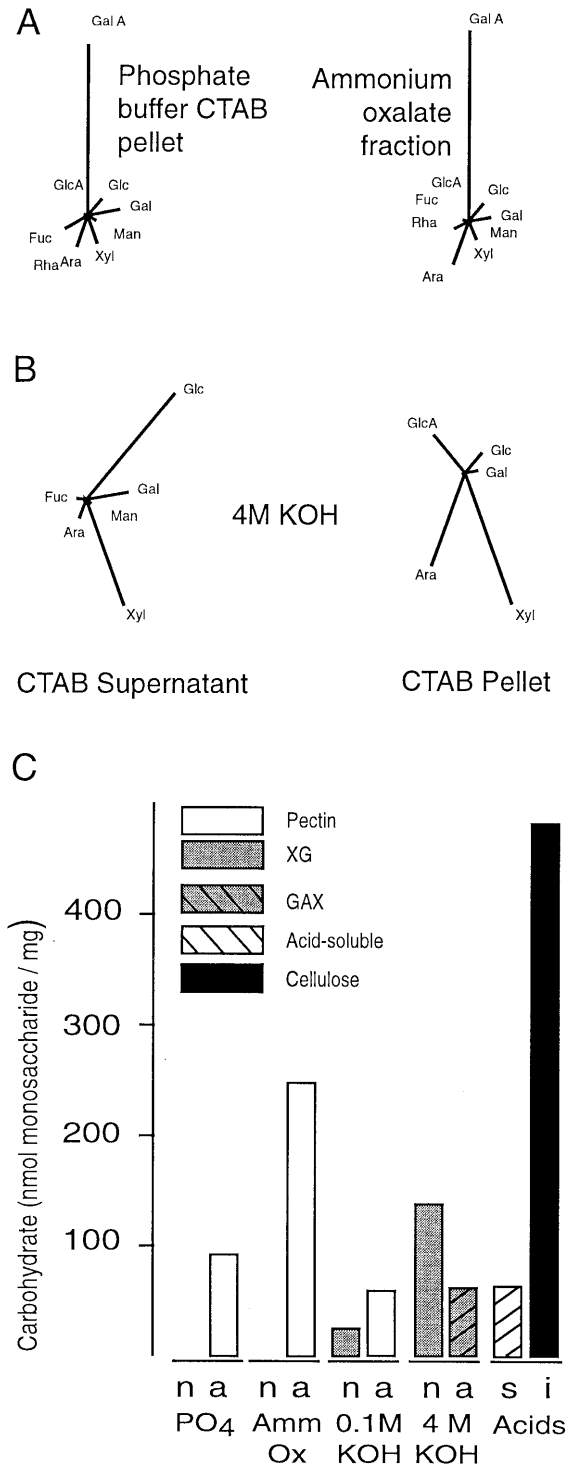 A
Gal A
Phosphate
buffer CTAB
pellet
GlcA
Glc
Gal
Man
Fuc
Rha
Ara
Xyl
Gal A
Ammonium
oxalate
fraction
GlcA
Glc
Fuc
Gal
Rha
Man
Xyl
Ara
B
Glc
Fuc
Gal
Man
Ara
Xyl
4M KOH
GlcA
Glc
Gal
Ara
Xyl
CTAB Supernatant
CTAB Pellet
C
Carbohydrate (nmol monosaccharide / mg)
Pectin
XG
GAX
Acid-soluble
Cellulose
400
300
200
100
n a n a n a n a s i
PO4 Amm 0.1M 4 M Acids
Ox KOH KOH